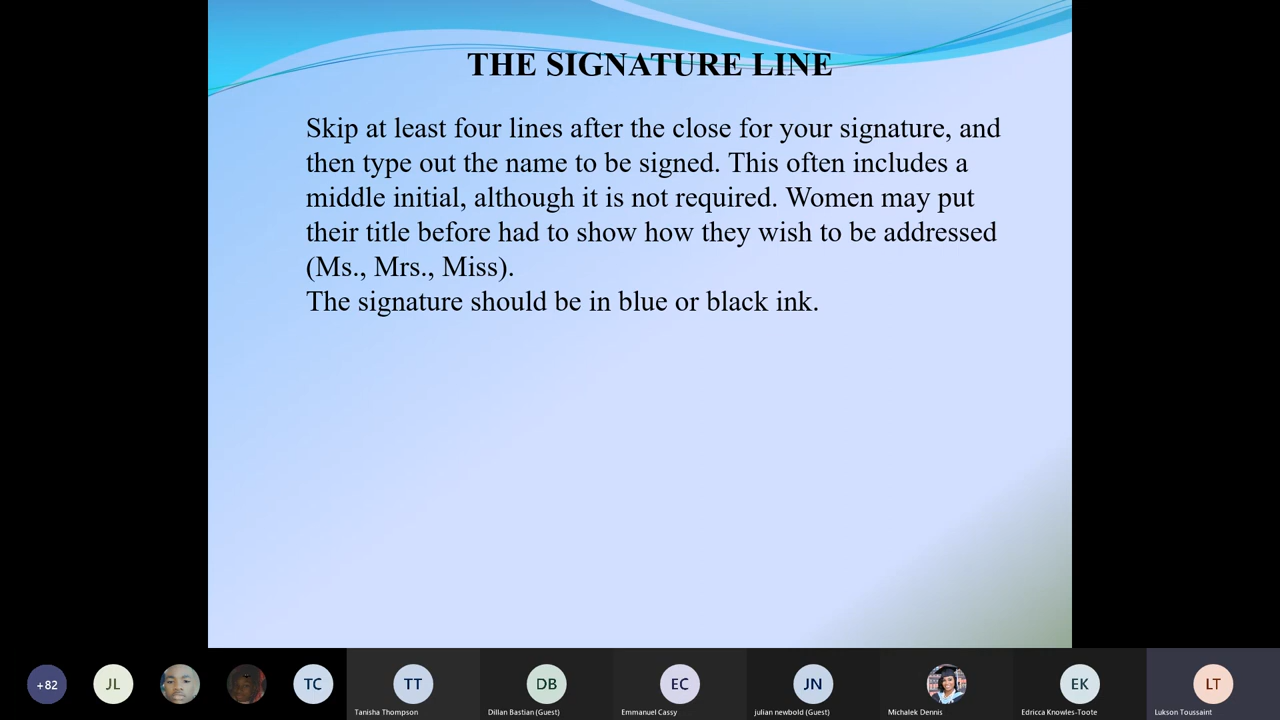 THE SIGNATURE LINE
Skip at least four lines after the close for your signature, and
then type out the name to be signed. This often includes a
middle initial, although it is not required. Women may put
their title before had to show how they wish to be addressed
(Ms., Mrs., Miss).
The signature should be in blue or black ink.
+82
JL
TC
TT
DB
EC
JN
EK
LT
Tanisha Thompson
Dillan Bastian (Guest)
Emmanuel Cassy
julian newbold (Guest)
Michalek Dennis
Edricca Knowles-Toote
Lukson Toussaint